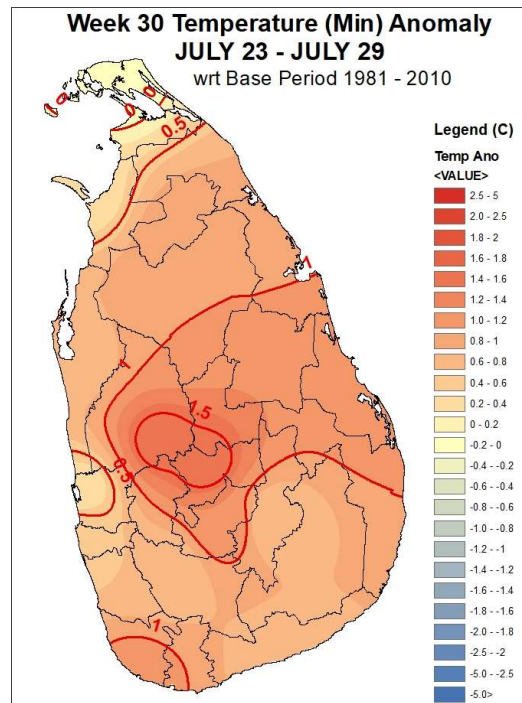 Week 30 Temperature (Min) Anomaly
JULY 23 - JULY 29
wrt Base Period 1981 - 2010
0
0
0.5
1
1
1.5
0.5
1
Legend (C)
Temp Ano
<VALUE>
2.5 - 5
2.0 - 2.5
1.8 - 2
1.6 - 1.8
1.4 - 1.6
1.2 - 1.4
1.0 - 1.2
0.8 - 1
0.6 - 0.8
0.4 - 0.6
0.2 - 0.4
0 - 0.2
-0.2 - 0
-0.4 - -0.2
-0.6 - -0.4
-0.8 - -0.6
-1.0 - -0.8
-1.2 - -1
-1.4 - -1.2
-1.6 - -1.4
-1.8 - -1.6
-2.0 - -1.8
-2.5 - -2
-5.0 - -2.5
-5.0>